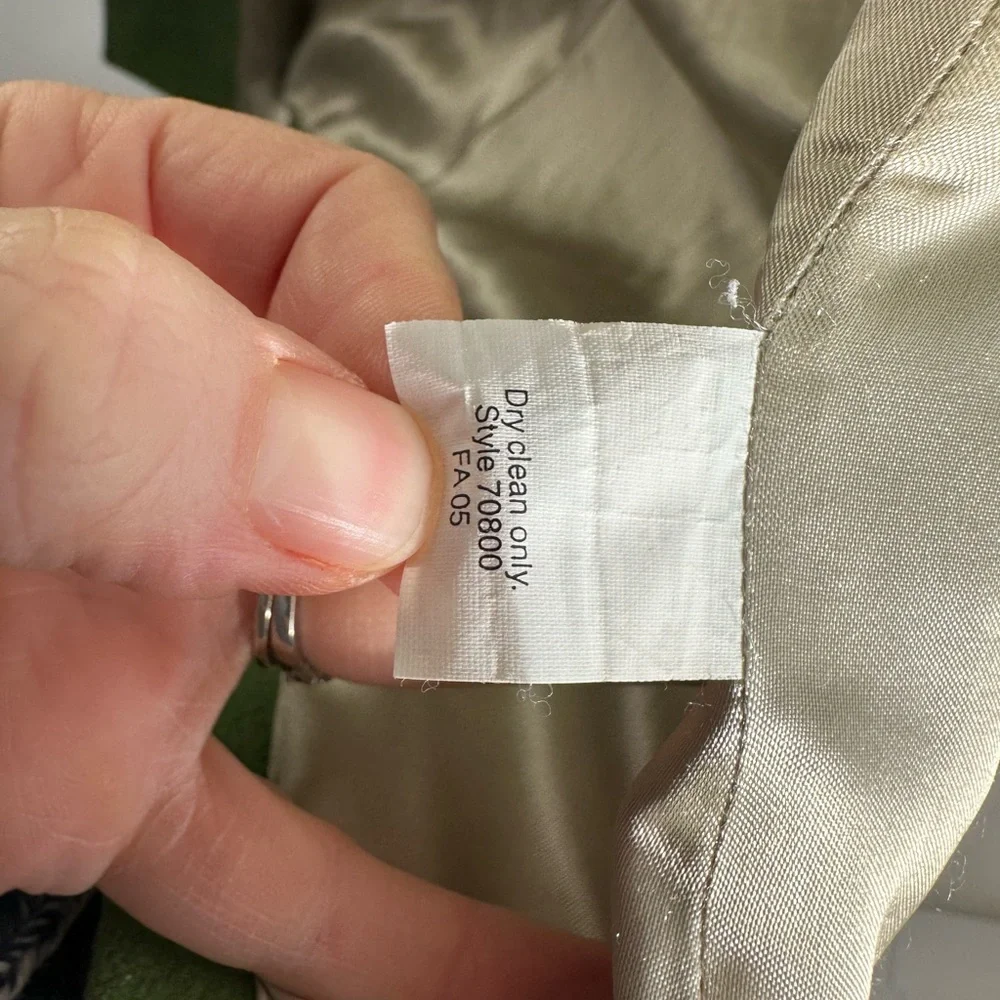 Dry clean only.
Style 70800
FA 05